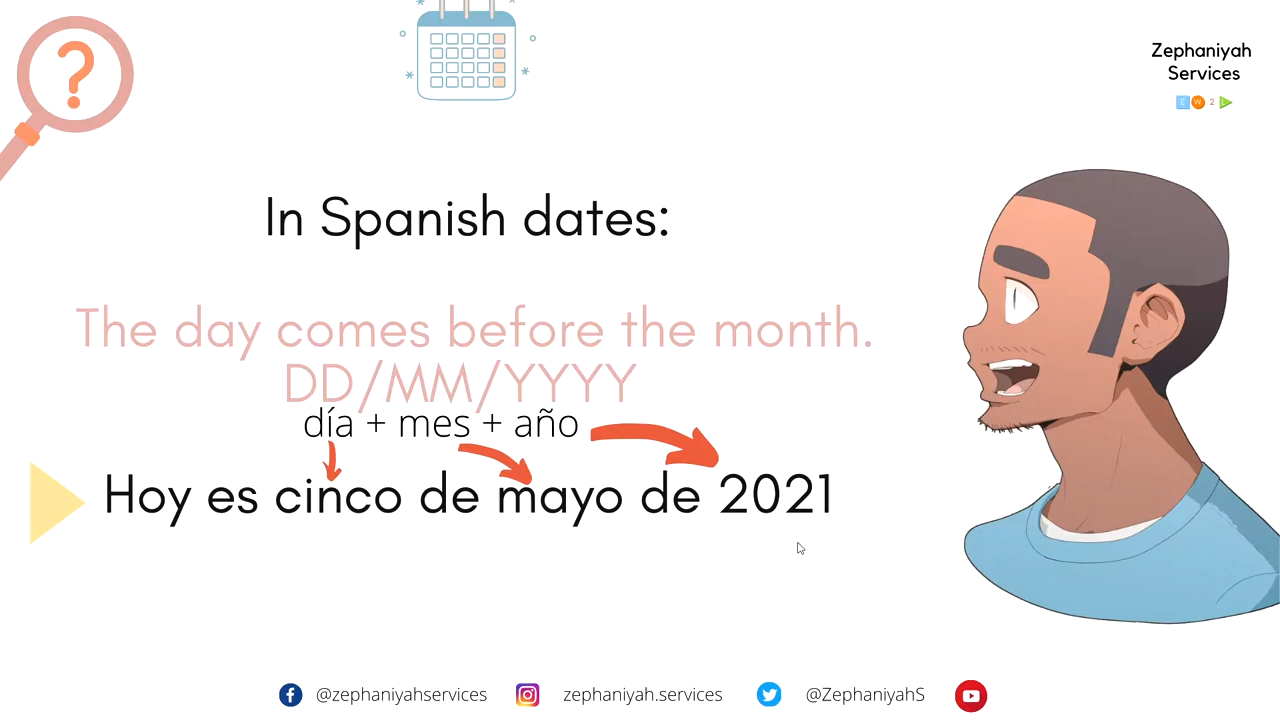 ?
Zephaniyah
Services
E W 2 L
In Spanish dates:
The day comes before the month.
DD/MM/YYYY
día + mes + año
Hoy es cinco de mayo de 2021
@zephaniyahservices zephaniyah.services @ZephaniyahS